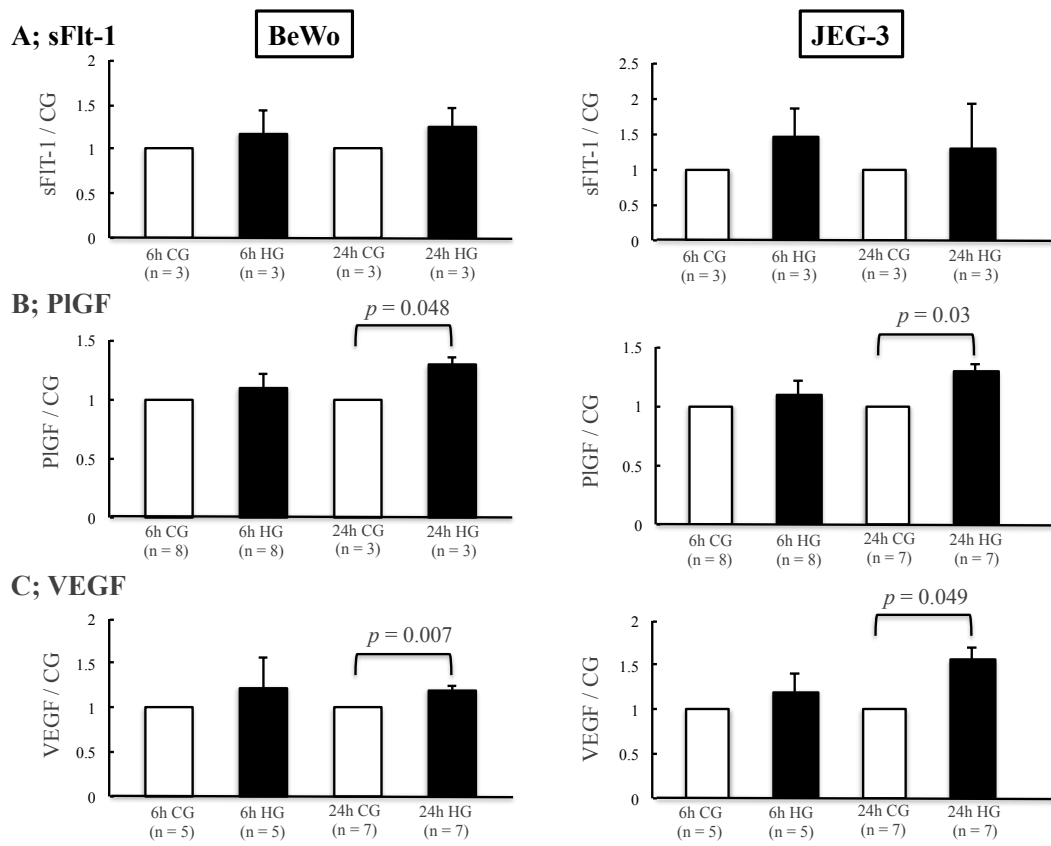 A; sFlt-1
BeWo
JEG-3
sFlT-1 / CG
1.5
1
0.5
0
6h CG
(n = 3)
6h HG
(n = 3)
24h CG
(n = 3)
24h HG
(n = 3)
sFlT-1 / CG
2.5
2
1.5
1
0.5
0
6h CG
(n = 3)
6h HG
(n = 3)
24h CG
(n = 3)
24h HG
(n = 3)
B; PlGF
PlGF / CG
1.5
1
0.5
0
p = 0.048
6h CG
(n = 8)
6h HG
(n = 8)
24h CG
(n = 3)
24h HG
(n = 3)
PlGF / CG
1.5
1
0.5
0
p = 0.03
6h CG
(n = 8)
6h HG
(n = 8)
24h CG
(n = 7)
24h HG
(n = 7)
C; VEGF
VEGF / CG
2
1.5
1
0.5
0
p = 0.007
6h CG
(n = 5)
6h HG
(n = 5)
24h CG
(n = 7)
24h HG
(n = 7)
VEGF / CG
2
1.5
1
0.5
0
p = 0.049
6h CG
(n = 5)
6h HG
(n = 5)
24h CG
(n = 7)
24h HG
(n = 7)